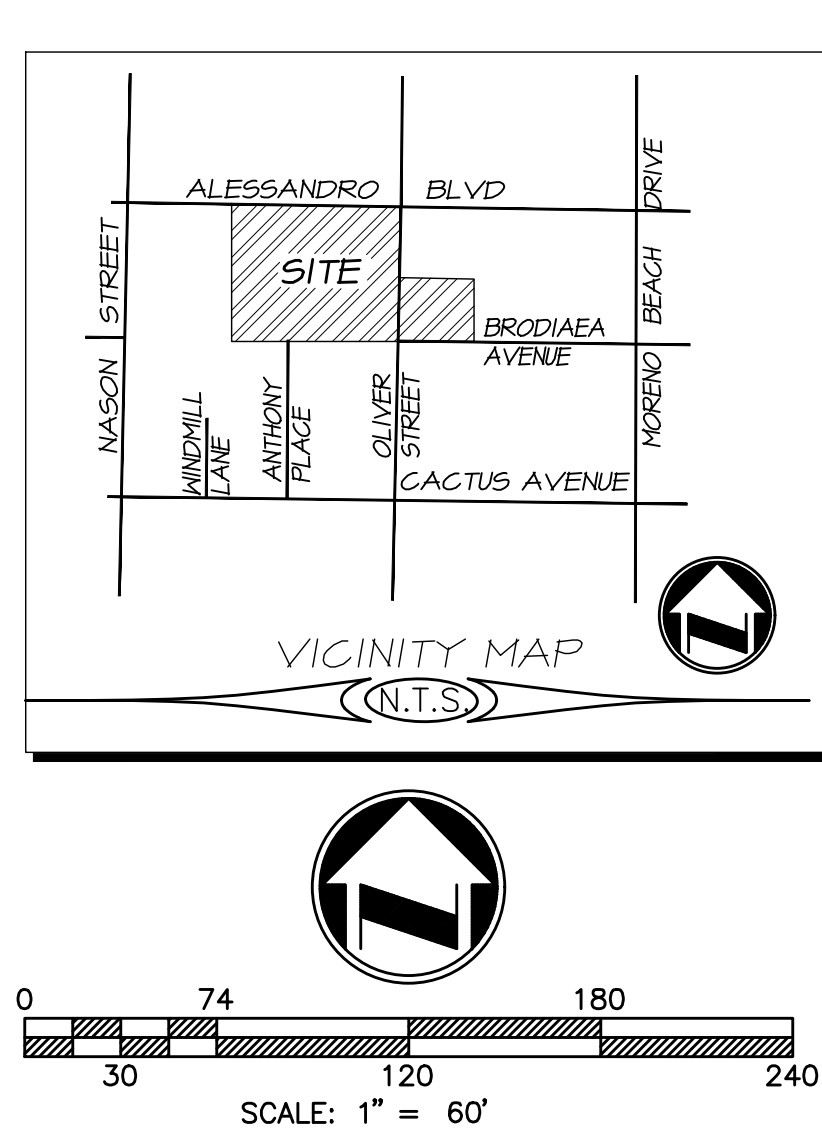 ALESSANDRO BLVD
DRIVE
BEACH
MORENO
STREET
NASON
SITE
BRODIAEA
AVENUE
WINDMILL
LANE
ANTHONY
PLACE
OLIVER
STREET
CACTUS AVENUE
N
VICINITY MAP
N.T.S.
N
0 74 180
30 120 240
SCALE: 1" = 60'